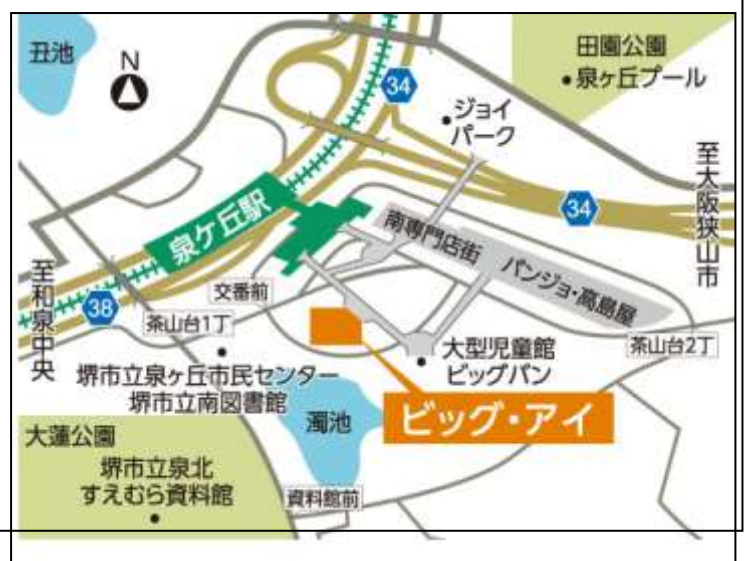 丑池
N
田園公園
泉ヶ丘プール
34
ジョイ
パーク
至大阪狭山市
34
泉ケ丘駅
南専門店街
パンジョ・高島屋
至和泉中央
38
交番前
茶山台1丁
茶山台2丁
大型児童館
ビッグバン
堺市立泉ヶ丘市民センター
堺市立南図書館
ビッグ・アイ
濁池
大蓮公園
堺市立泉北
すえむら資料館
資料館前